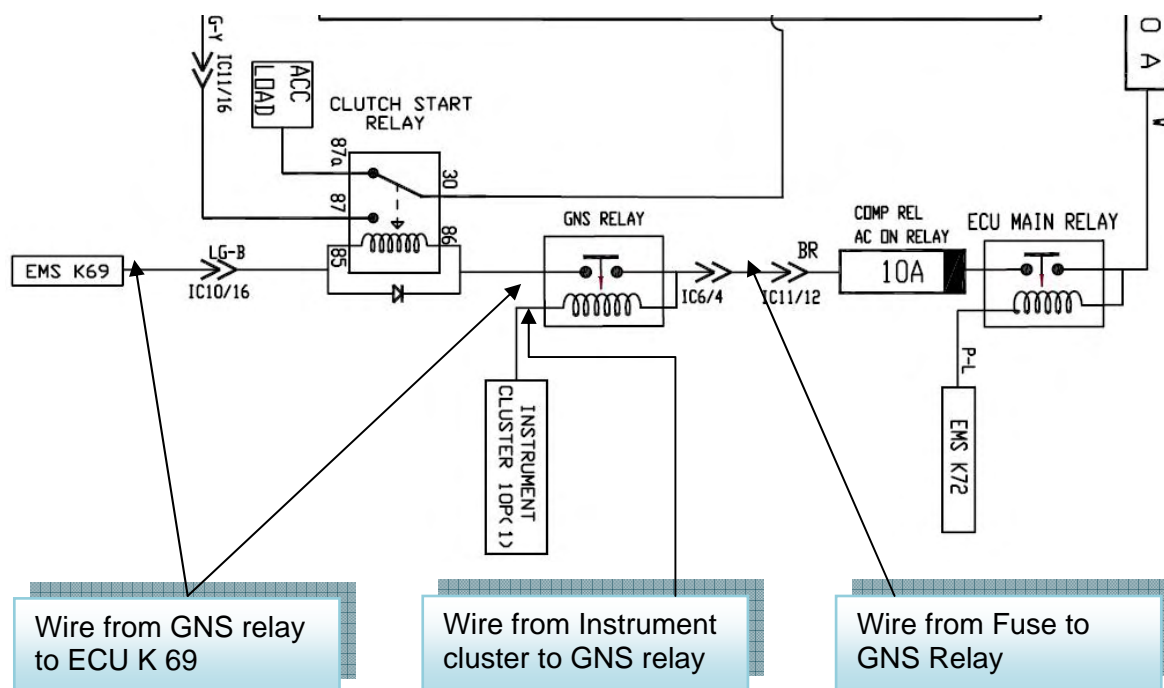 G-Y
IC11/16
ACC
LOAD
CLUTCH START
RELAY
87a
30
87
86
85
EMS K69
LG-B
IC10/16
GNS RELAY
IC6/4
BR
IC11/12
COMP REL
AC ON RELAY
10A
ECU MAIN RELAY
0 A
W
P-L
EMS K72
INSTRUMENT
CLUSTER 10P(1)
Wire from GNS relay
to ECU K 69
Wire from Instrument
cluster to GNS relay
Wire from Fuse to
GNS Relay